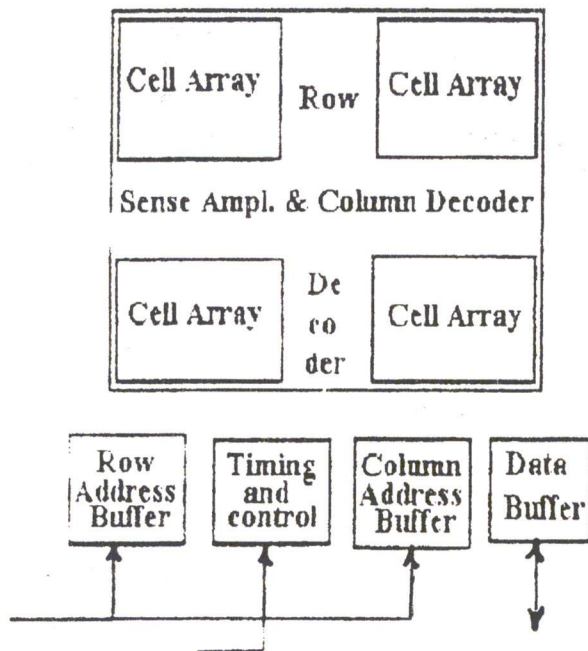 Cell Array
Row
Cell Array
Sense Ampl. & Column Decoder
Cell Array
De
co
der
Cell Array
Row
Address
Buffer
Timing
and
control
Column
Address
Buffer
Data
Buffer